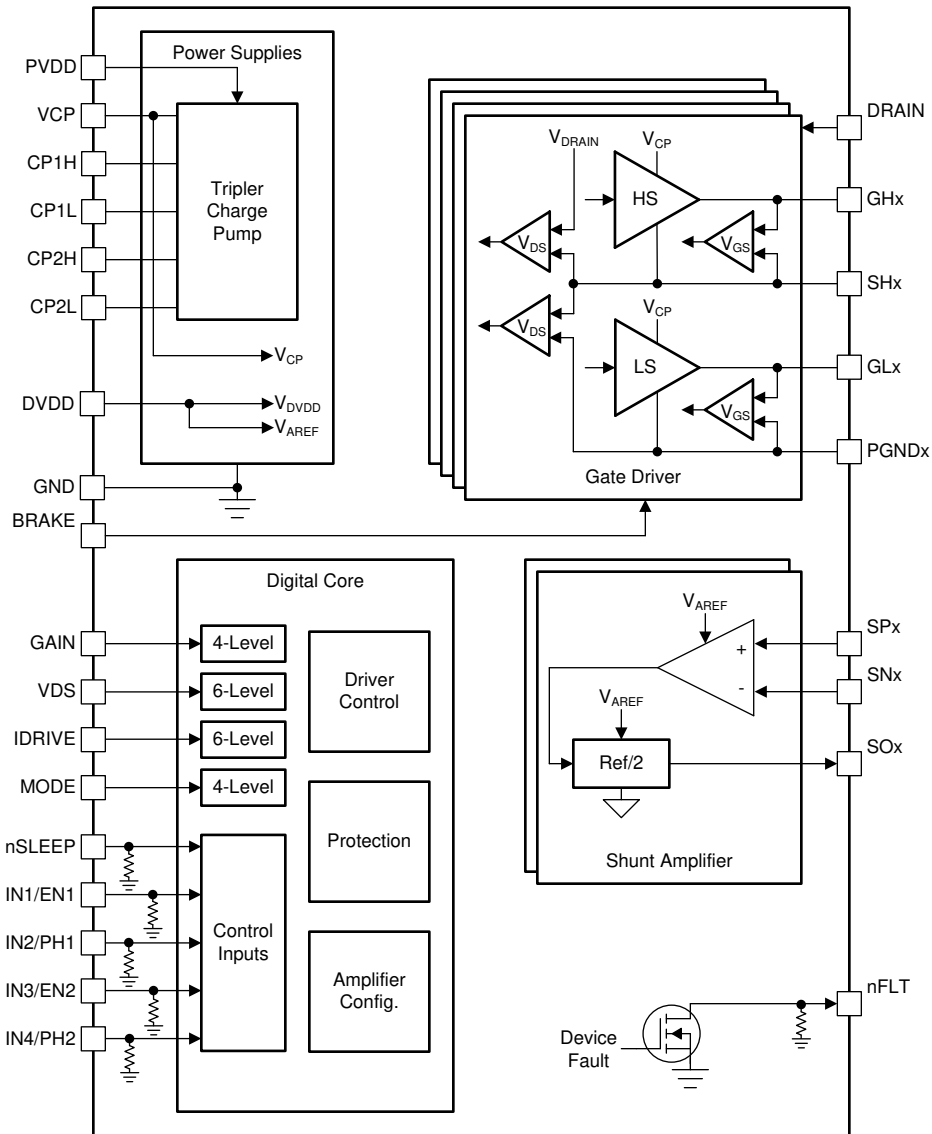 PVDD
VCP
CP1H
CP1L
CP2H
CP2L
DVDD
GND
BRAKE
Power Supplies
Tripler
Charge
Pump
VCP
VDVDD
VAREF
VDRAIN
VCP
HS
VDS
VGS
VCP
VDS
LS
VGS
Gate Driver
DRAIN
GHx
SHx
GLx
PGNDx
GAIN
VDS
IDRIVE
MODE
nSLEEP
IN1/EN1
IN2/PH1
IN3/EN2
IN4/PH2
Digital Core
4-Level
6-Level
6-Level
4-Level
Control
Inputs
Driver
Control
Protection
Amplifier
Config.
VAREF
+
-
VAREF
Ref/2
Shunt Amplifier
SPx
SNx
SOx
nFLT
Device
Fault